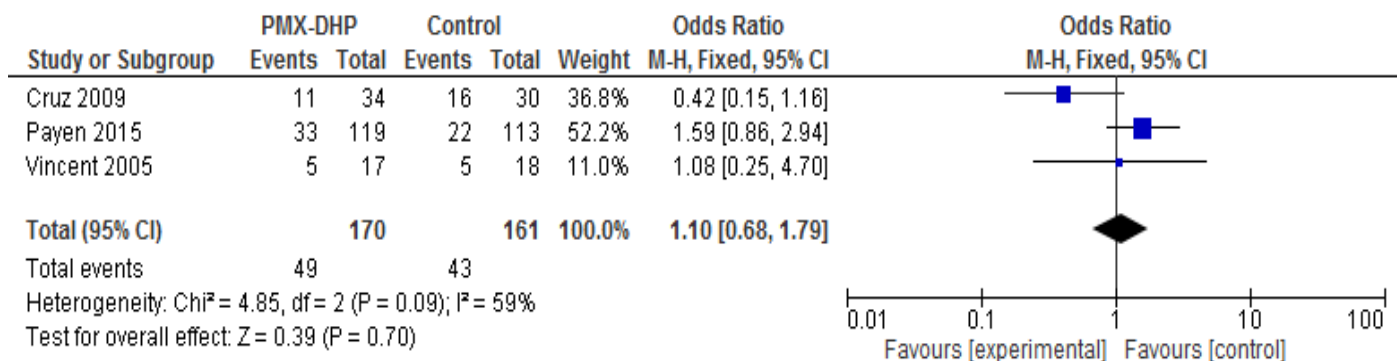 PMX-DHP Control Odds Ratio Odds Ratio
Study or Subgroup Events Total Events Total Weight M-H, Fixed, 95% CI M-H, Fixed, 95% CI
Cruz 2009 11 34 16 30 36.8% 0.42 [0.15, 1.16]
Payen 2015 33 119 22 113 52.2% 1.59 [0.86, 2.94]
Vincent 2005 5 17 5 18 11.0% 1.08 [0.25, 4.70]
Total (95% CI) 170 161 100.0% 1.10 [0.68, 1.79]
Total events 49 43
Heterogeneity: Chi² = 4.85, df = 2 (P = 0.09); I² = 59%
Test for overall effect: Z = 0.39 (P = 0.70)
0.01 0.1 1 10 100
Favours [experimental] Favours [control]